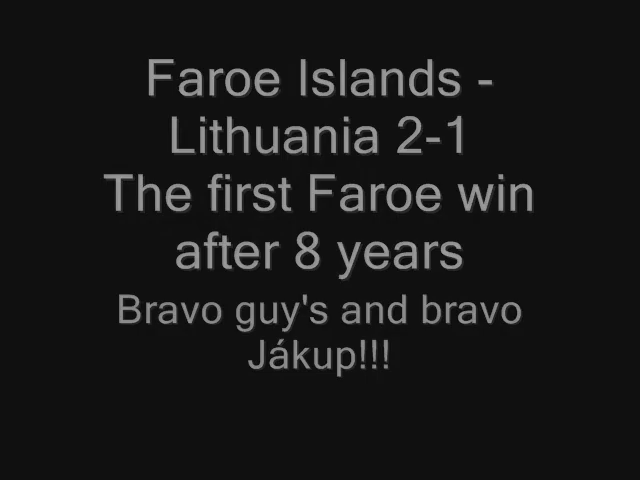 Faroe Islands -
Lithuania 2-1
The first Faroe win
after 8 years
Bravo guy's and bravo
Jákup!!!